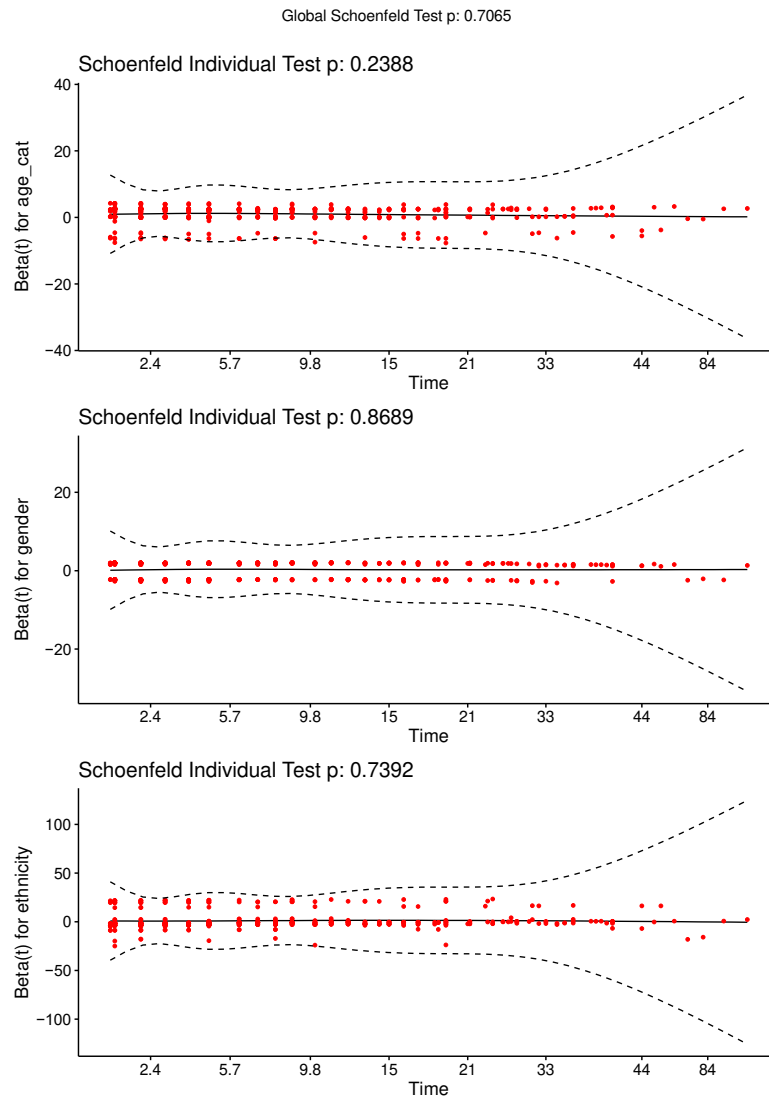 Global Schoenfeld Test p: 0.7065
Schoenfeld Individual Test p: 0.2388
Beta(t) for age_cat
40
20
0
−20
−40
2.4 5.7 9.8 15 21 33 44 84
Time
Schoenfeld Individual Test p: 0.8689
Beta(t) for gender
20
0
−20
2.4 5.7 9.8 15 21 33 44 84
Time
Schoenfeld Individual Test p: 0.7392
Beta(t) for ethnicity
100
50
0
−50
−100
2.4 5.7 9.8 15 21 33 44 84
Time